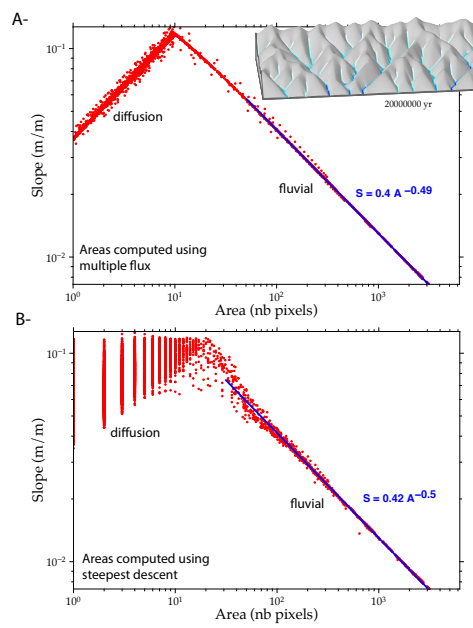 A-
10⁻¹
20000000 yr
diffusion
Slope (m/m)
fluvial
S = 0.4 A −0.49
10⁻²
Areas computed using
multiple flux
10⁰ 10¹ 10² 10³
Area (nb pixels)
B-
10⁻¹
diffusion
Slope (m/m)
fluvial
S = 0.42 A−0.5
10⁻²
Areas computed using
steepest descent
10⁰ 10¹ 10² 10³
Area (nb pixels)